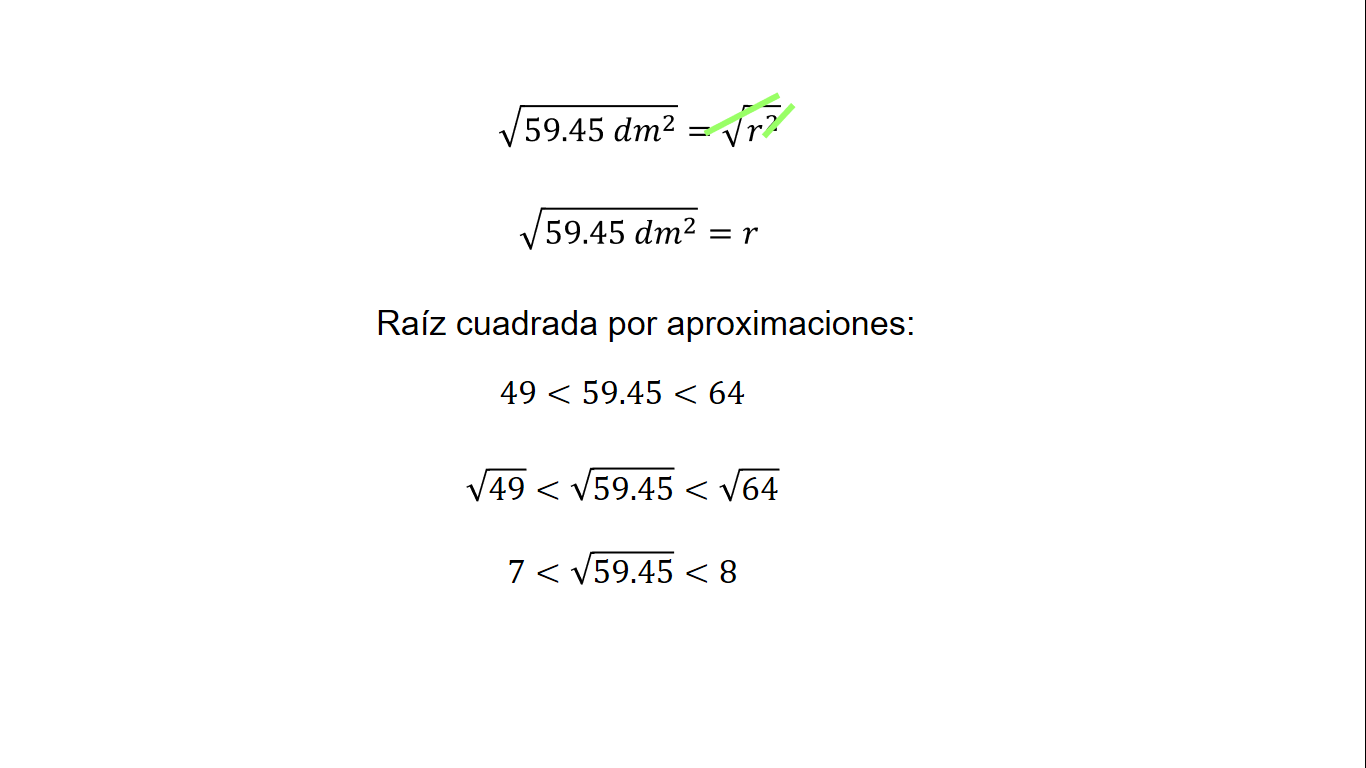 √59.45 dm² = √r²
√59.45 dm² = r
Raíz cuadrada por aproximaciones:
49 < 59.45 < 64
√49 < √59.45 < √64
7 < √59.45 < 8